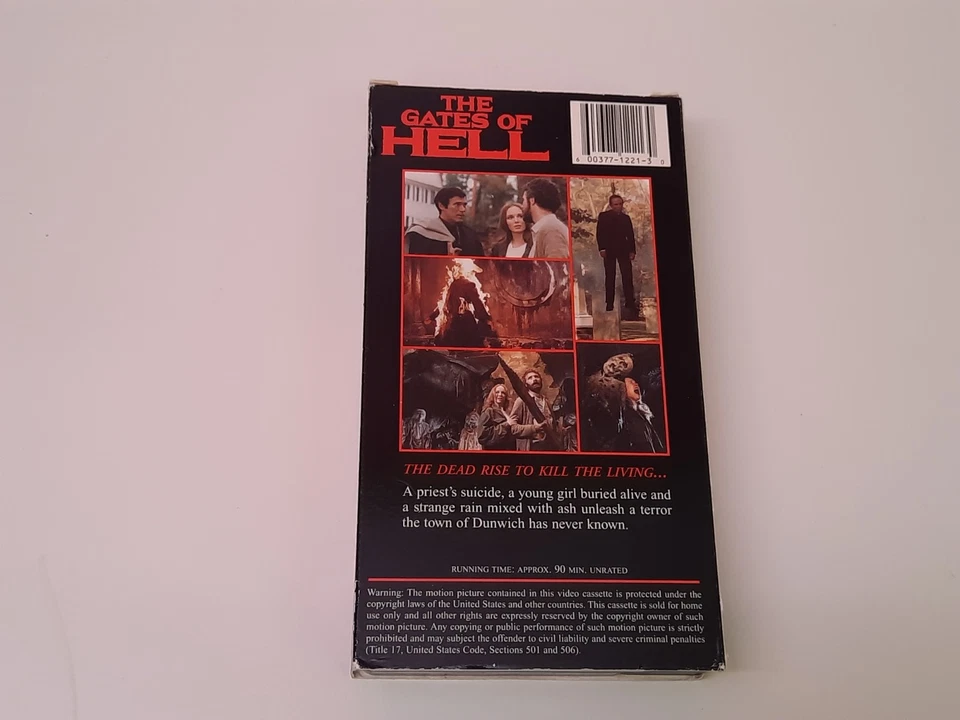 THE
GATES OF
HELL
6 00377-1221-3 0
THE DEAD RISE TO KILL THE LIVING...
A priest's suicide, a young girl buried alive and
a strange rain mixed with ash unleash a terror
the town of Dunwich has never known.
RUNNING TIME: APPROX. 90 MIN. UNRATED
Warning: The motion picture contained in this video cassette is protected under the
copyright laws of the United States and other countries. This cassette is sold for home
use only and all other rights are expressly reserved by the copyright owner of such
motion picture. Any copying or public performance of such motion picture is strictly
prohibited and may subject the offender to civil liability and severe criminal penalties
(Title 17, United States Code, Sections 501 and 506).